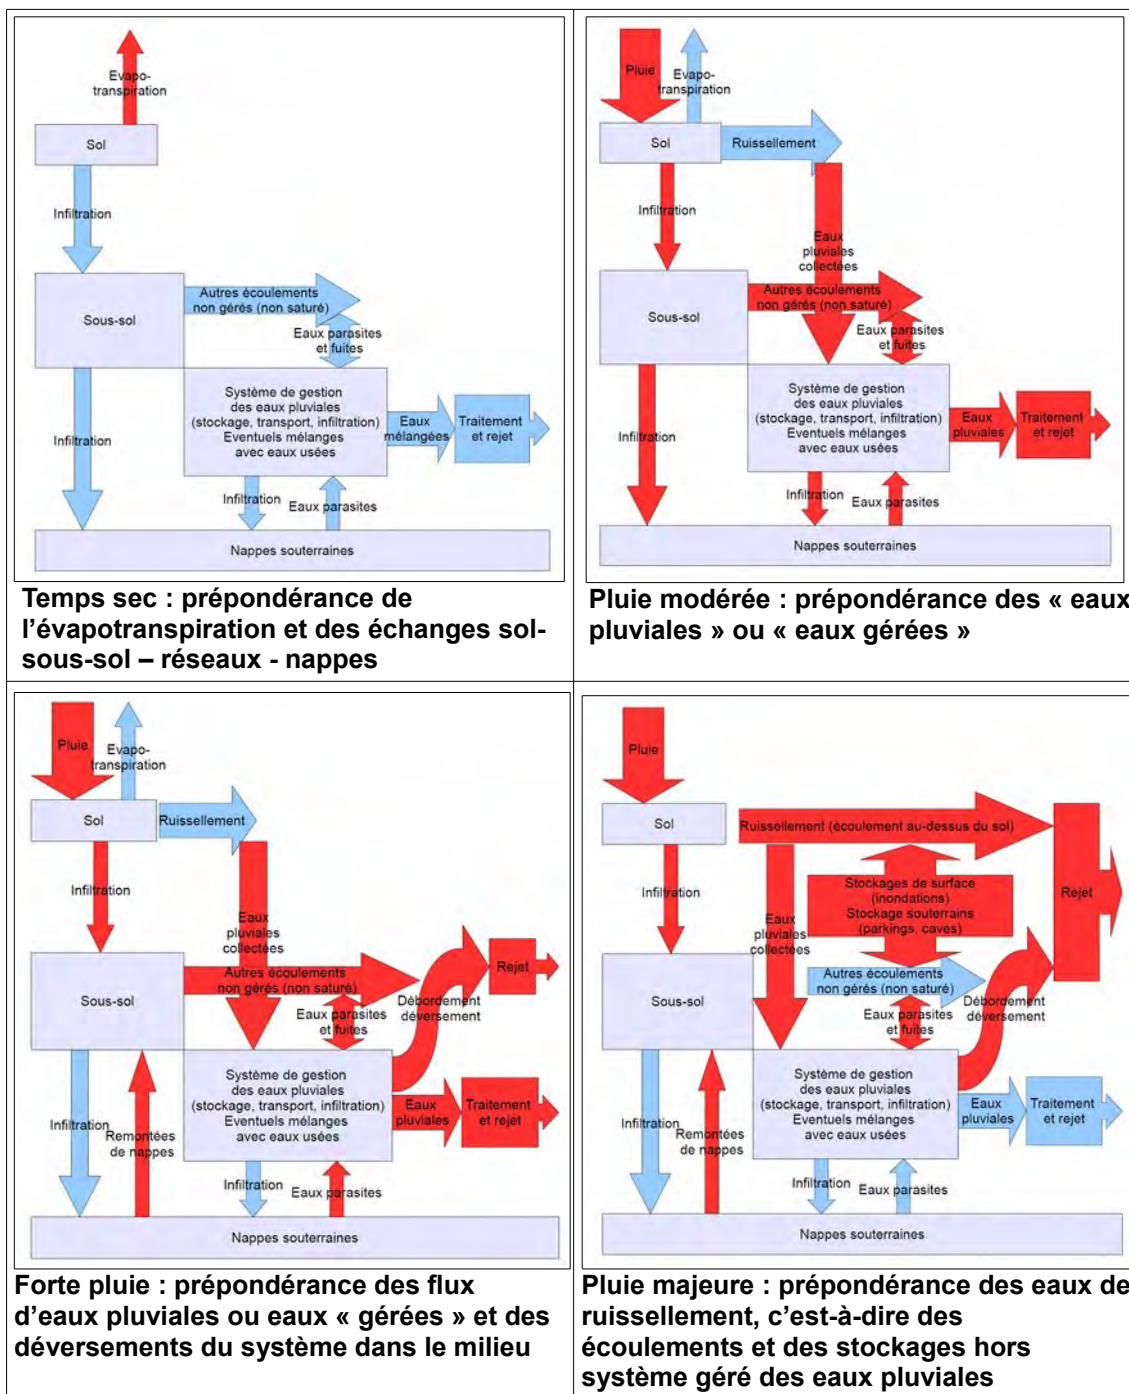 Evapo-
transpiration
Sol
Infiltration
Sous-sol
Autres écoulements
non gérés (non saturé)
Eaux parasites
et fuites
Système de gestion
des eaux pluviales
(stockage, transport, infiltration)
Eventuels mélanges
avec eaux usées
Eaux
mélangées
Traitement
et rejet
Infiltration
Infiltration
Eaux parasites
Nappes souterraines
Temps sec : prépondérance de
l’évapotranspiration et des échanges sol-
sous-sol – réseaux - nappes
Pluie
Evapo-
transpiration
Sol
Ruissellement
Infiltration
Eaux
pluviales
collectées
Sous-sol
Autres écoulements
non gérés (non saturé)
Eaux parasites
et fuites
Système de gestion
des eaux pluviales
(stockage, transport, infiltration)
Eventuels mélanges
avec eaux usées
Eaux
pluviales
Traitement
et rejet
Infiltration
Infiltration
Eaux parasites
Nappes souterraines
Pluie modérée : prépondérance des « eaux
pluviales » ou « eaux gérées »
Pluie
Evapo-
transpiration
Sol
Ruissellement
Infiltration
Eaux
pluviales
collectées
Sous-sol
Autres écoulements
non gérés (non saturé)
Rejet
Eaux parasites
et fuites
Débordement
déversement
Système de gestion
des eaux pluviales
(stockage, transport, infiltration)
Eventuels mélanges
avec eaux usées
Eaux
pluviales
Traitement
et rejet
Infiltration
Remontées
de nappes
Infiltration
Eaux parasites
Nappes souterraines
Forte pluie : prépondérance des flux
d’eaux pluviales ou eaux « gérées » et des
déversements du système dans le milieu
Pluie
Sol
Ruissellement (écoulement au-dessus du sol)
Infiltration
Stockages de surface
(inondations)
Stockage souterrains
(parkings, caves)
Rejet
Eaux
pluviales
collectées
Sous-sol
Autres écoulements
non gérés (non saturé)
Eaux parasites
et fuites
Débordement
déversement
Système de gestion
des eaux pluviales
(stockage, transport, infiltration)
Eventuels mélanges
avec eaux usées
Eaux
pluviales
Traitement
et rejet
Infiltration
Remontées
de nappes
Infiltration
Eaux parasites
Nappes souterraines
Pluie majeure : prépondérance des eaux de
ruissellement, c’est-à-dire des
écoulements et des stockages hors
système géré des eaux pluviales